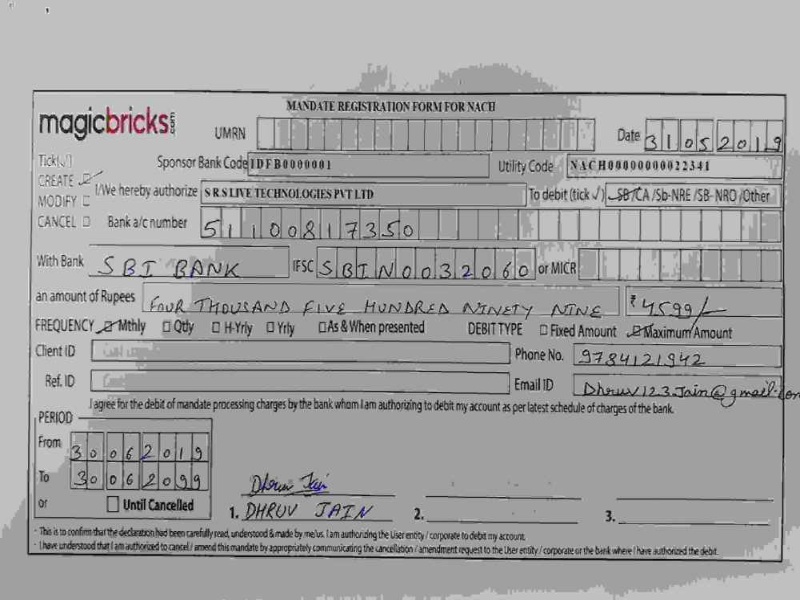 MANDATE REGISTRATION FORM FOR NACH
magicbricks.com
UMRN
Date 31052019
Tick(√)
Sponsor Bank Code IDFB0000001 Utility Code NACH00000000022341
CREATE
I/We hereby authorize SRS LIVE TECHNOLOGIES PVT LTD To debit (tick √) SB/CA/Sb-NRE/SB-NRO/Other
MODIFY
CANCEL Bank a/c number 51100817350
With Bank SBI BANK IFSC SBIN0032060 or MICR
an amount of Rupees FOUR THOUSAND FIVE HUNDRED NINETY NINE ₹ 4599/-
FREQUENCY Mthly Qtly H-Yrly Yrly As & When presented DEBIT TYPE Fixed Amount Maximum Amount
Client ID Phone No. 9784121942
Ref. ID Email ID Dhruv123.Jain@gmail.com
I agree for the debit of mandate processing charges by the bank whom I am authorizing to debit my account as per latest schedule of charges of the bank.
PERIOD
From 30062019
To 30062099
Dhruv Jain
or Until Cancelled 1. DHRUV JAIN 2. 3.
- This is to confirm that the declaration had been carefully read, understood & made by me/us. I am authorizing the User entity / corporate to debit my account.
- I have understood that I am authorized to cancel / amend this mandate by appropriately communicating the cancellation / amendment request to the User entity / corporate or the bank where I have authorized the debit.